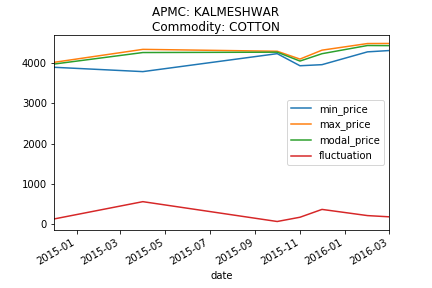 APMC: KALMESHWAR
Commodity: COTTON
4000
3000
2000
1000
0
min_price
max_price
modal_price
fluctuation
2015-01
2015-03
2015-05
2015-07
2015-09
2015-11
2016-01
2016-03
date